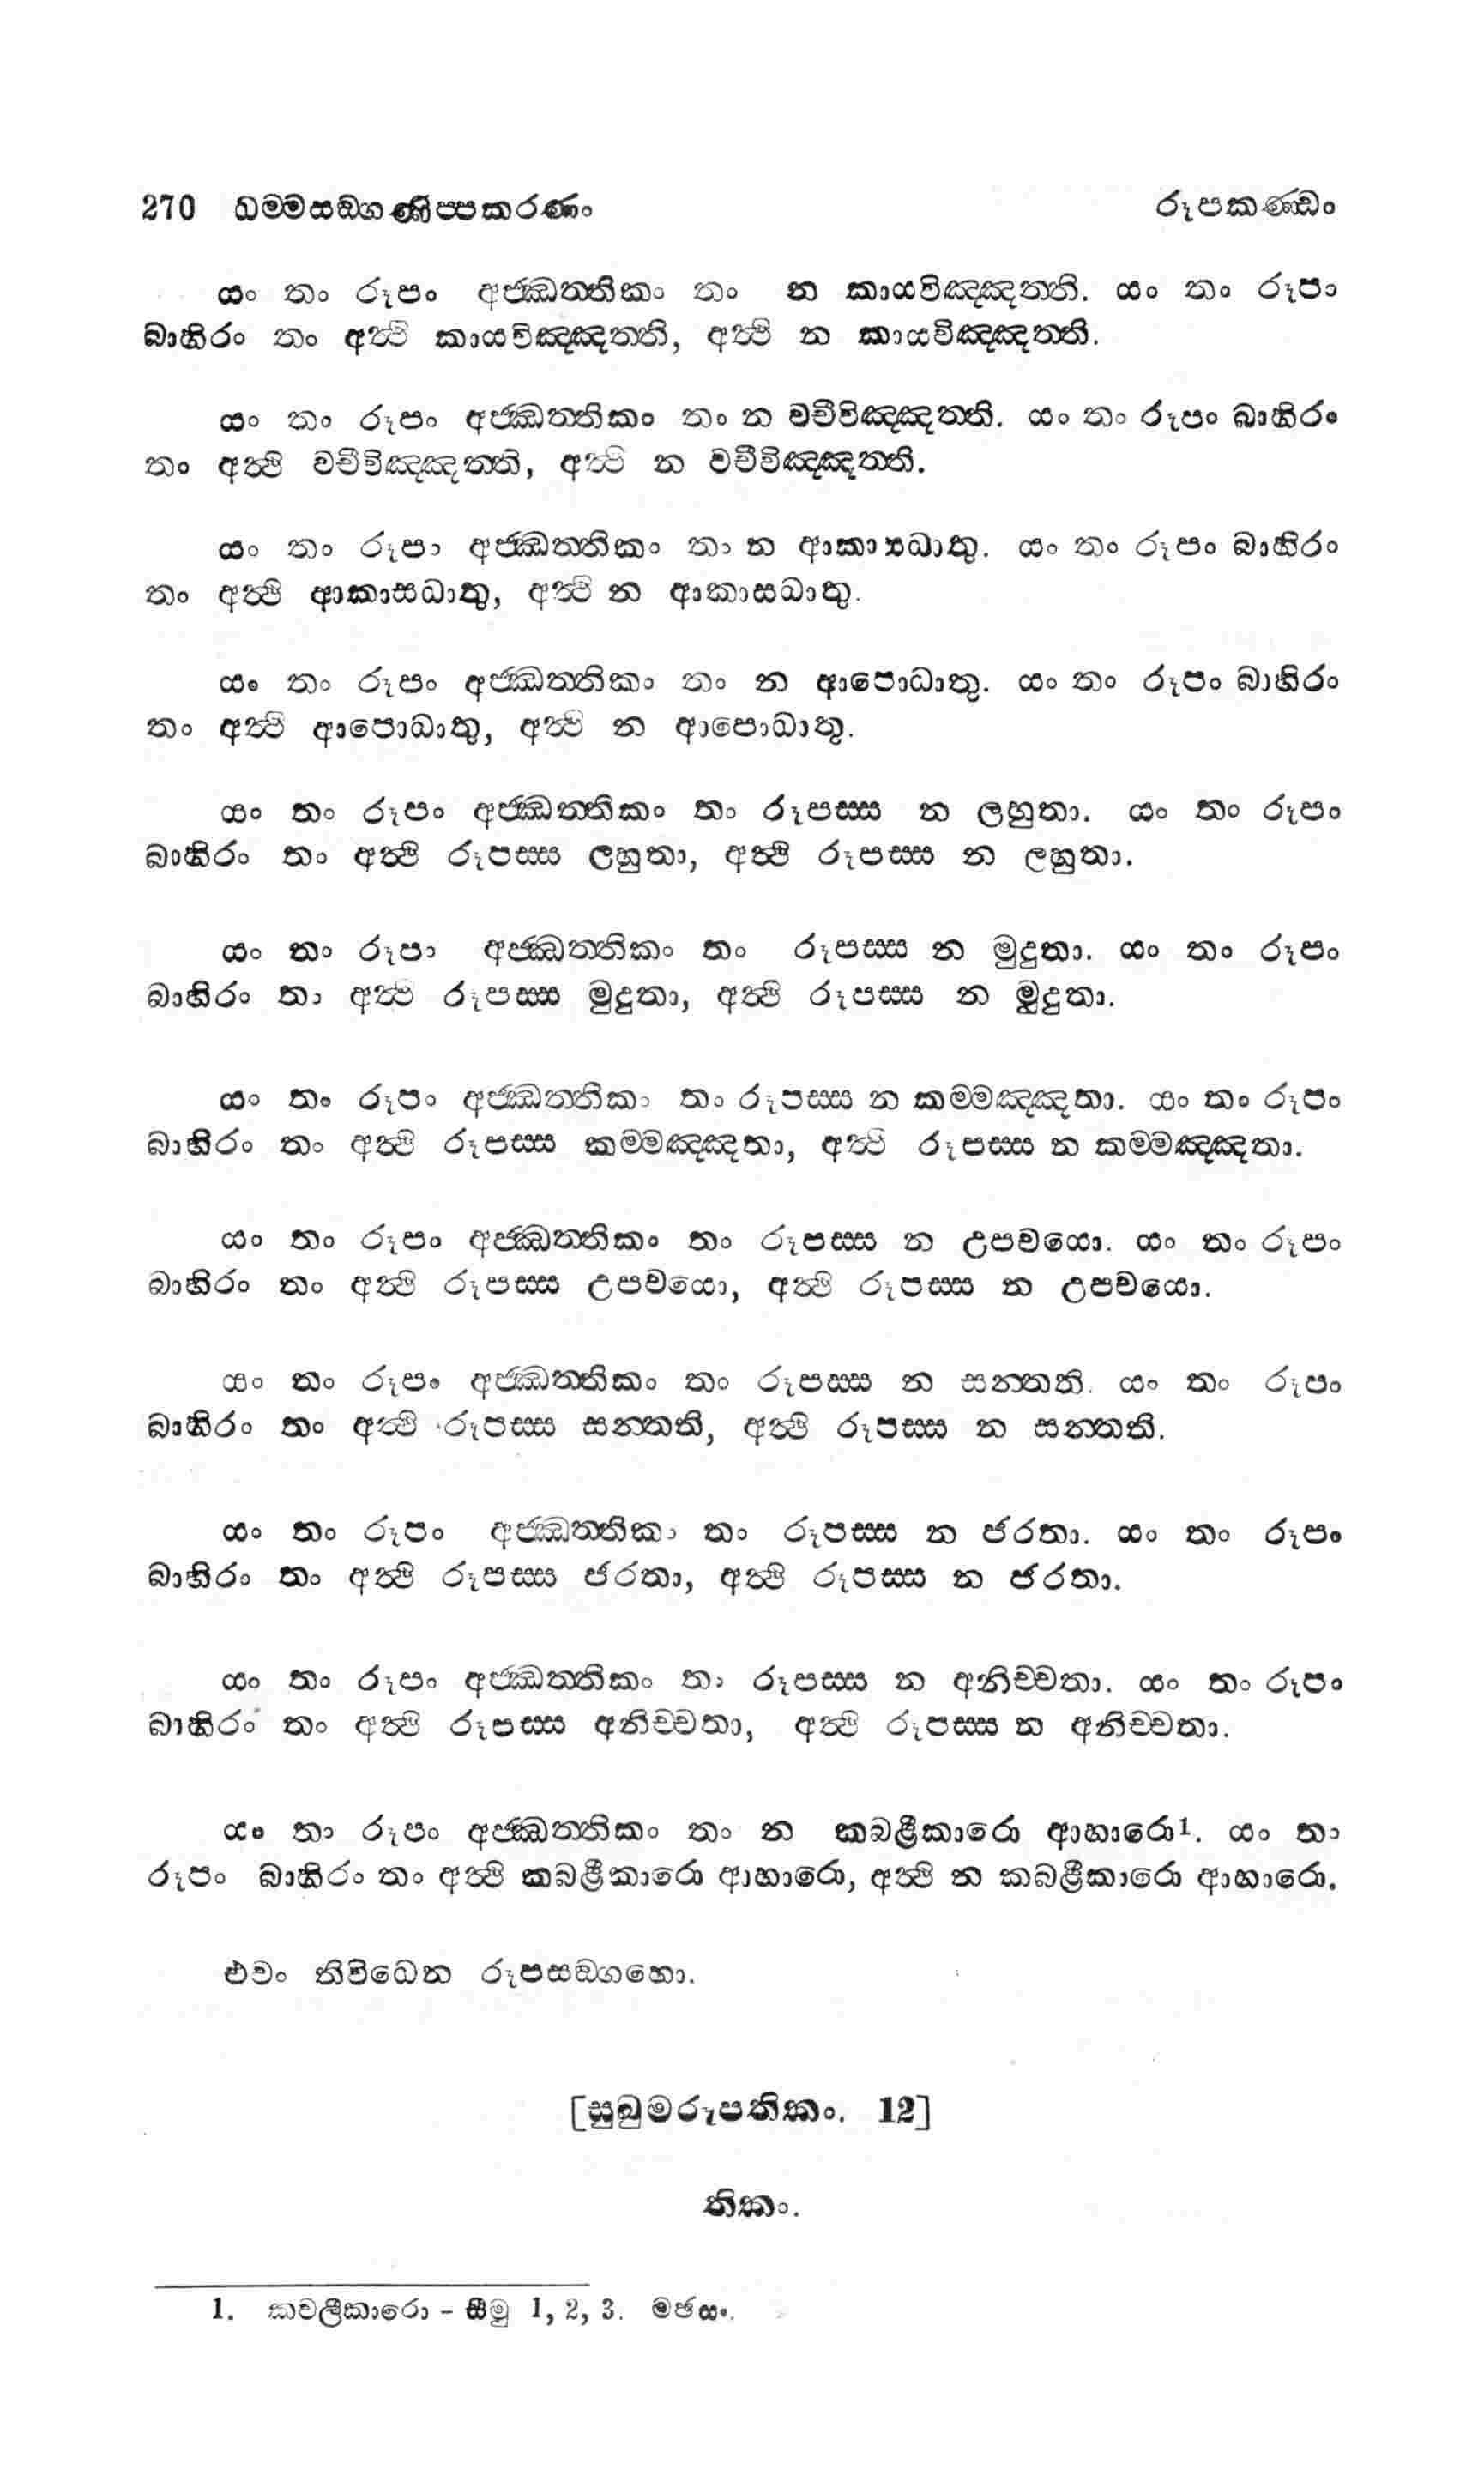 270 ධම්මසඞ්ගණිප්පකරණං රූපකණ්ඩං
යං තං රූපං අජ්ඣත්තිකං තං න කායවිඤ්ඤත්ති. යං තං රූපං
බාහිරං තං අත්ථි කායවිඤ්ඤත්ති, අත්ථි න කායවිඤ්ඤත්ති.
යං තං රූපං අජ්ඣත්තිකං තං න වචීවිඤ්ඤත්ති. යං තං රූපං බාහිරං
තං අත්ථි වචීවිඤ්ඤත්ති, අත්ථි න වචීවිඤ්ඤත්ති.
යං තං රූපං අජ්ඣත්තිකං තං න ආකාසධාතු. යං තං රූපං බාහිරං
තං අත්ථි ආකාසධාතු, අත්ථි න ආකාසධාතු.
යං තං රූපං අජ්ඣත්තිකං තං න ආපොධාතු. යං තං රූපං බාහිරං
තං අත්ථි ආපොධාතු, අත්ථි න ආපොධාතු.
යං තං රූපං අජ්ඣත්තිකං තං රූපස්ස න ලහුතා. යං තං රූපං
බාහිරං තං අත්ථි රූපස්ස ලහුතා, අත්ථි රූපස්ස න ලහුතා.
යං තං රූපං අජ්ඣත්තිකං තං රූපස්ස න මුදුතා. යං තං රූපං
බාහිරං තං අත්ථි රූපස්ස මුදුතා, අත්ථි රූපස්ස න මුදුතා.
යං තං රූපං අජ්ඣත්තිකං තං රූපස්ස න කම්මඤ්ඤතා. යං තං රූපං
බාහිරං තං අත්ථි රූපස්ස කම්මඤ්ඤතා, අත්ථි රූපස්ස න කම්මඤ්ඤතා.
යං තං රූපං අජ්ඣත්තිකං තං රූපස්ස න උපචයො. යං තං රූපං
බාහිරං තං අත්ථි රූපස්ස උපචයො, අත්ථි රූපස්ස න උපචයො.
යං තං රූපං අජ්ඣත්තිකං තං රූපස්ස න සන්තති. යං තං රූපං
බාහිරං තං අත්ථි රූපස්ස සන්තති, අත්ථි රූපස්ස න සන්තති.
යං තං රූපං අජ්ඣත්තිකං තං රූපස්ස න ජරතා. යං තං රූපං
බාහිරං තං අත්ථි රූපස්ස ජරතා, අත්ථි රූපස්ස න ජරතා.
යං තං රූපං අජ්ඣත්තිකං තං රූපස්ස න අනිච්චතා. යං තං රූපං
බාහිරං තං අත්ථි රූපස්ස අනිච්චතා, අත්ථි රූපස්ස න අනිච්චතා.
යං තං රූපං අජ්ඣත්තිකං තං න කබළීකාරො ආහාරො1. යං තං
රූපං බාහිරං තං අත්ථි කබළීකාරො ආහාරො, අත්ථි න කබළීකාරො ආහාරො.
එවං තිවිධෙන රූපසඞ්ගහො.
[සුඛුමරූපතිකං. 12]
තිකං.
1. කවලීකාරො - සීමු 1, 2, 3. මඡසං.